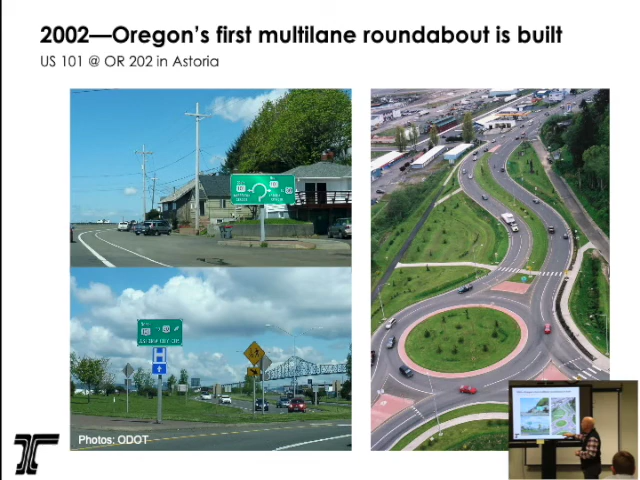 2002—Oregon's first multilane roundabout is built
US 101 @ OR 202 in Astoria
Photos: ODOT